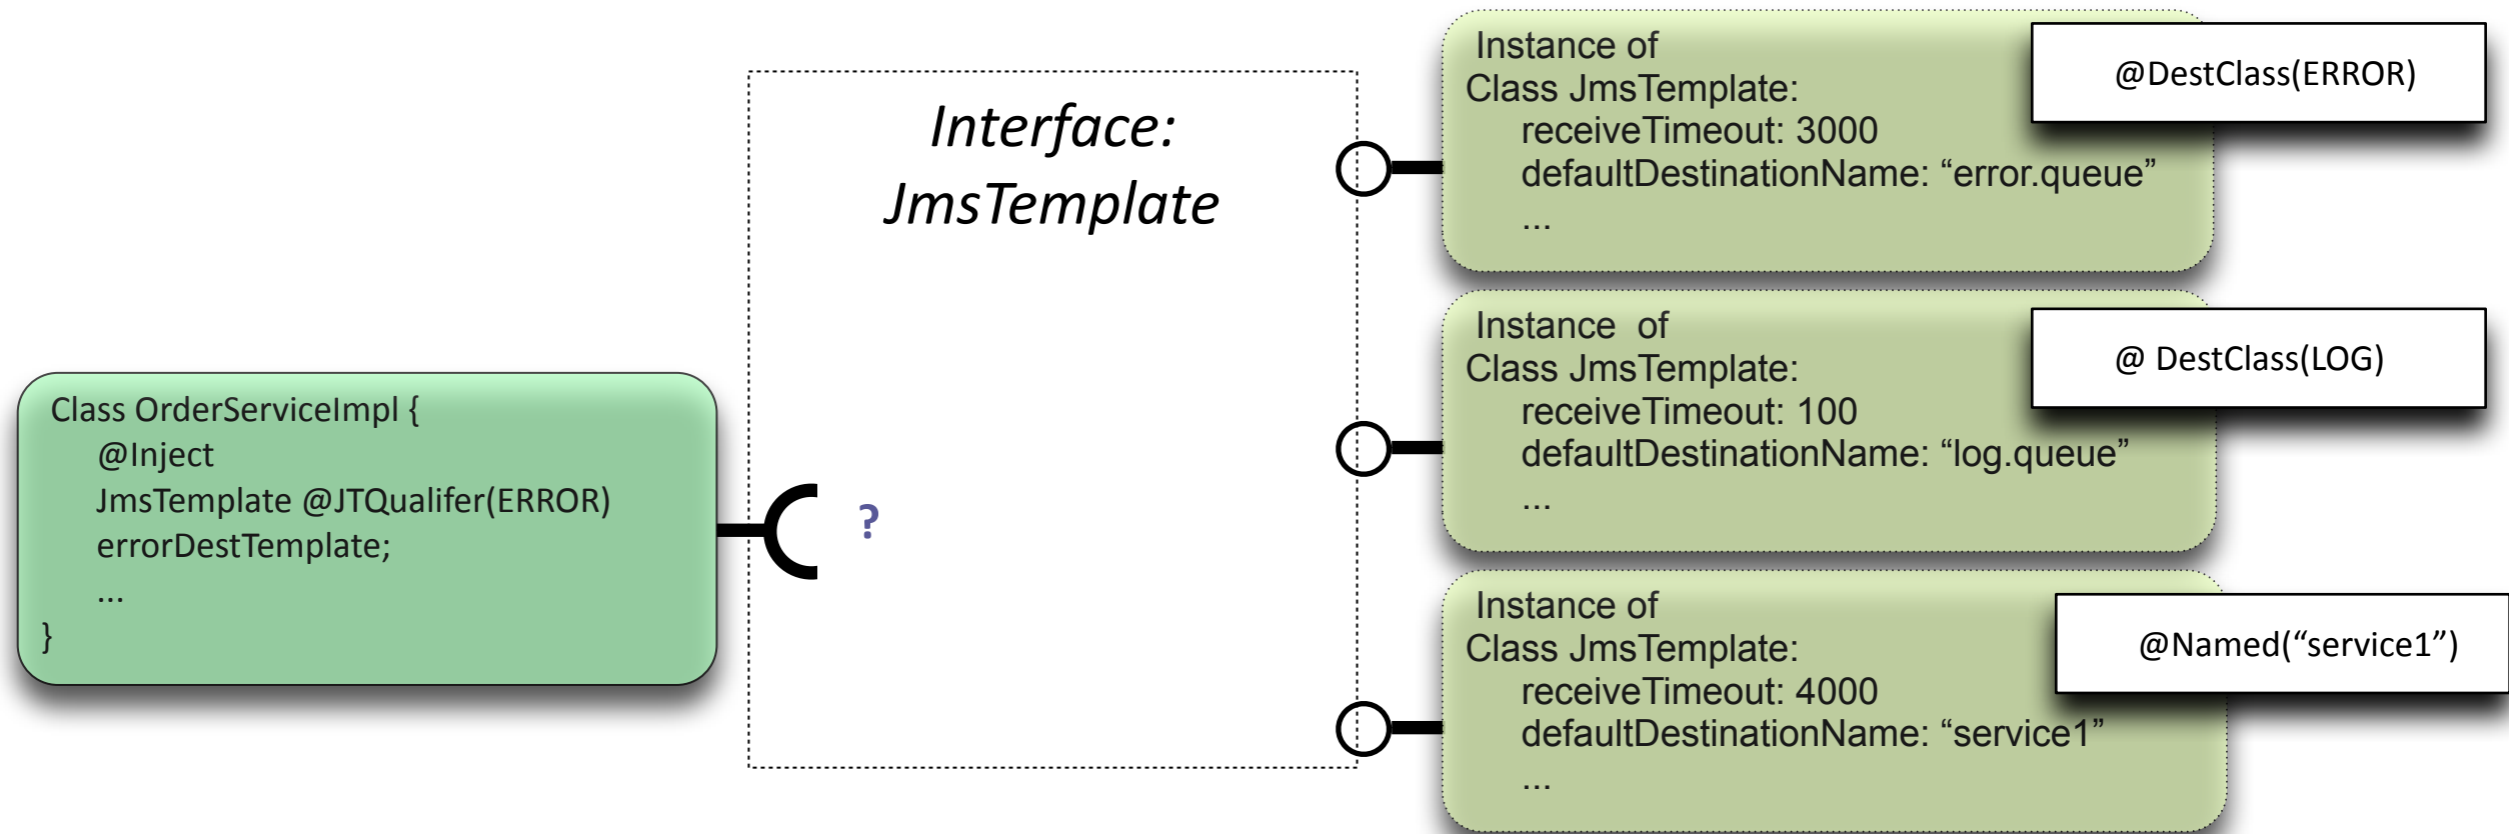 Class OrderServiceImpl {
@Inject
JmsTemplate @JTQualifer(ERROR)
errorDestTemplate;
...
}
Interface:
JmsTemplate
?
Instance of
Class JmsTemplate:
receiveTimeout: 3000
defaultDestinationName: “error.queue”
...
@DestClass(ERROR)
Instance of
Class JmsTemplate:
receiveTimeout: 100
defaultDestinationName: “log.queue”
...
@ DestClass(LOG)
Instance of
Class JmsTemplate:
receiveTimeout: 4000
defaultDestinationName: “service1”
...
@Named(“service1”)